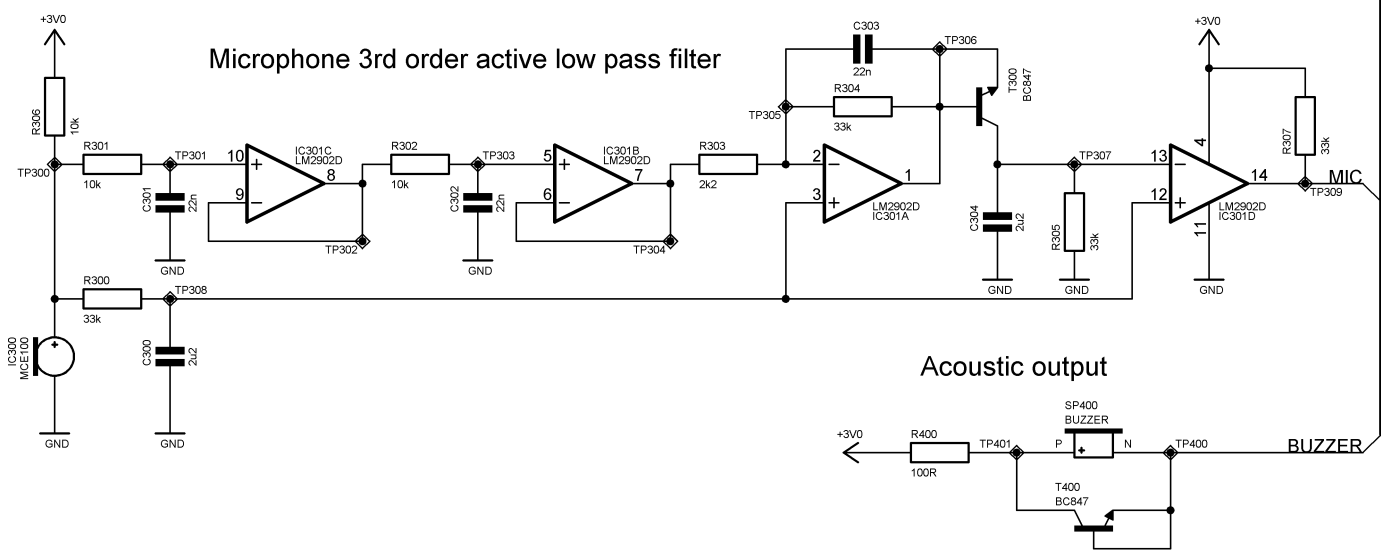 +3V0
Microphone 3rd order active low pass filter
R306
10k
TP300
R301
10k
TP301
C301
22n
GND
IC301C
LM2902D
10
9
8
+
−
TP302
R302
10k
TP303
C302
22n
GND
IC301B
LM2902D
5
6
7
+
−
TP304
R303
2k2
C303
22n
TP306
TP305
R304
33k
T300
BC847
2
3
1
−
+
LM2902D
IC301A
TP307
C304
2u2
GND
R305
33k
GND
+3V0
4
13
12
14
11
−
+
LM2902D
IC301D
GND
R307
33k
MIC
TP309
R300
33k
TP308
C300
2u2
GND
IC300
MCE100
+
GND
Acoustic output
+3V0
R400
100R
TP401
SP400
BUZZER
P
+
N
TP400
BUZZER
T400
BC847